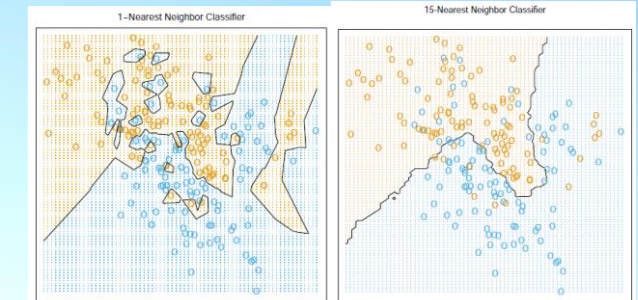 1-Nearest Neighbor Classifier
15-Nearest Neighbor Classifier